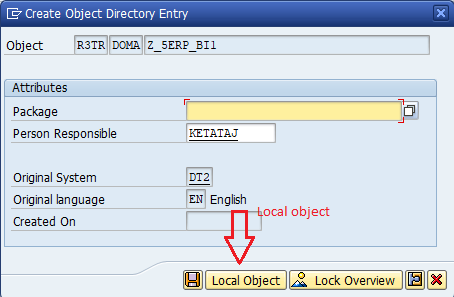 Create Object Directory Entry
Object R3TR DOMA Z_5ERP_BI1
Attributes
Package
Person Responsible KETATAJ
Original System DT2
Original language EN English
Created On
Local object
Local Object Lock Overview